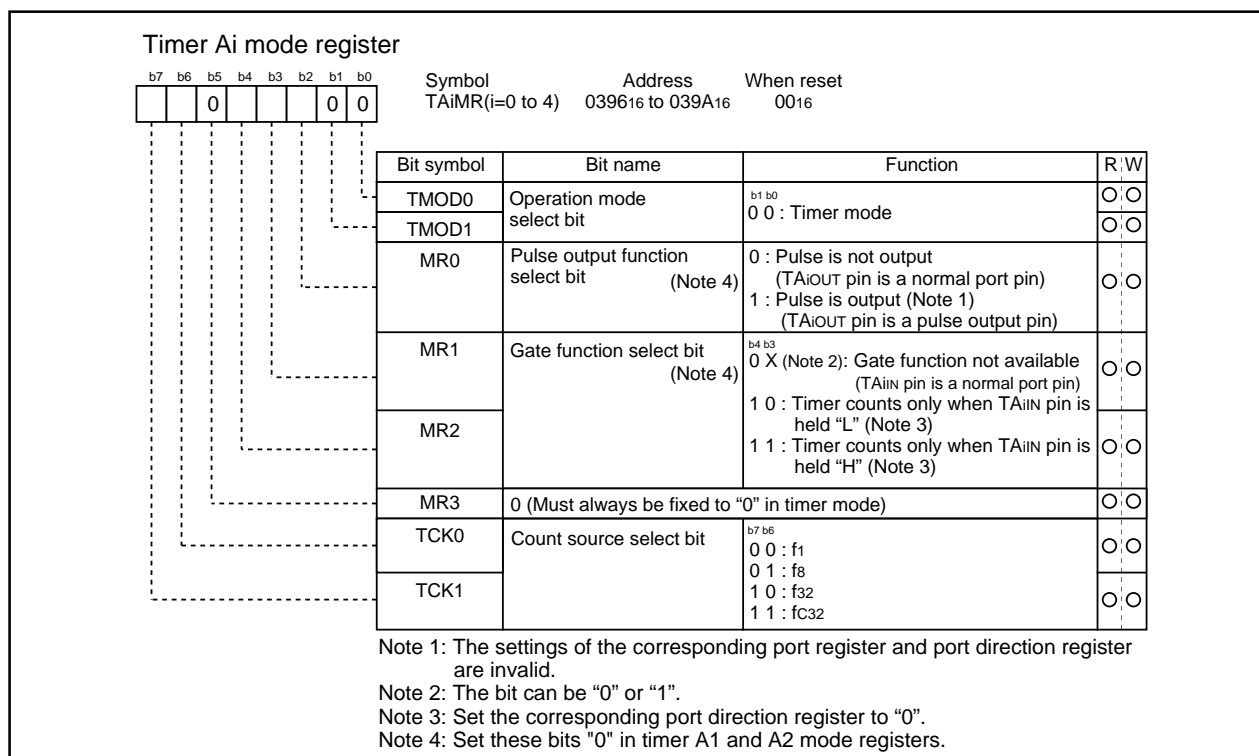 Timer Ai mode register
b7 b6 b5 b4 b3 b2 b1 b0
0 0 0
Symbol Address When reset
TAiMR(i=0 to 4) 039616 to 039A16 0016
Bit symbol Bit name Function R W
TMOD0 Operation mode select bit b1 b0
TMOD1 0 0 : Timer mode
MR0 Pulse output function select bit (Note 4) 0 : Pulse is not output
(TAiOUT pin is a normal port pin)
1 : Pulse is output (Note 1)
(TAiOUT pin is a pulse output pin)
MR1 Gate function select bit (Note 4) b4 b3
0 X (Note 2): Gate function not available
(TAiIN pin is a normal port pin)
1 0 : Timer counts only when TAiIN pin is
held “L” (Note 3)
MR2 1 1 : Timer counts only when TAiIN pin is
held “H” (Note 3)
MR3 0 (Must always be fixed to “0” in timer mode)
TCK0 Count source select bit b7 b6
0 0 : f1
0 1 : f8
TCK1 1 0 : f32
1 1 : fC32
Note 1: The settings of the corresponding port register and port direction register
are invalid.
Note 2: The bit can be “0” or “1”.
Note 3: Set the corresponding port direction register to “0”.
Note 4: Set these bits "0" in timer A1 and A2 mode registers.